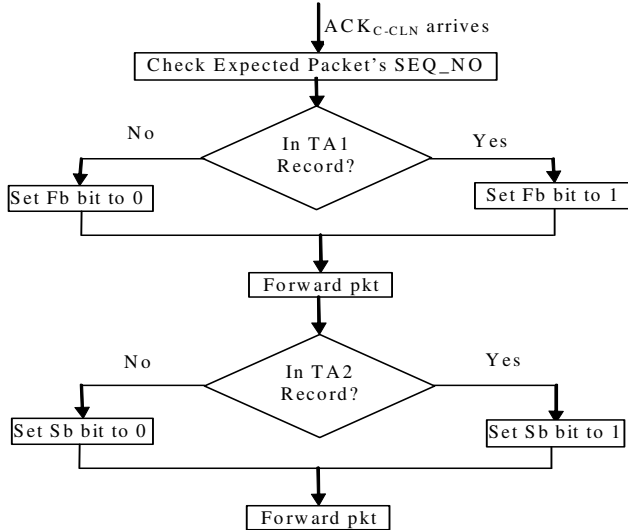 ACK C-CLN arrives
Check Expected Packet's SEQ_NO
No
In TA1
Record?
Yes
Set Fb bit to 0
Set Fb bit to 1
Forward pkt
No
In TA2
Record?
Yes
Set Sb bit to 0
Set Sb bit to 1
Forward pkt